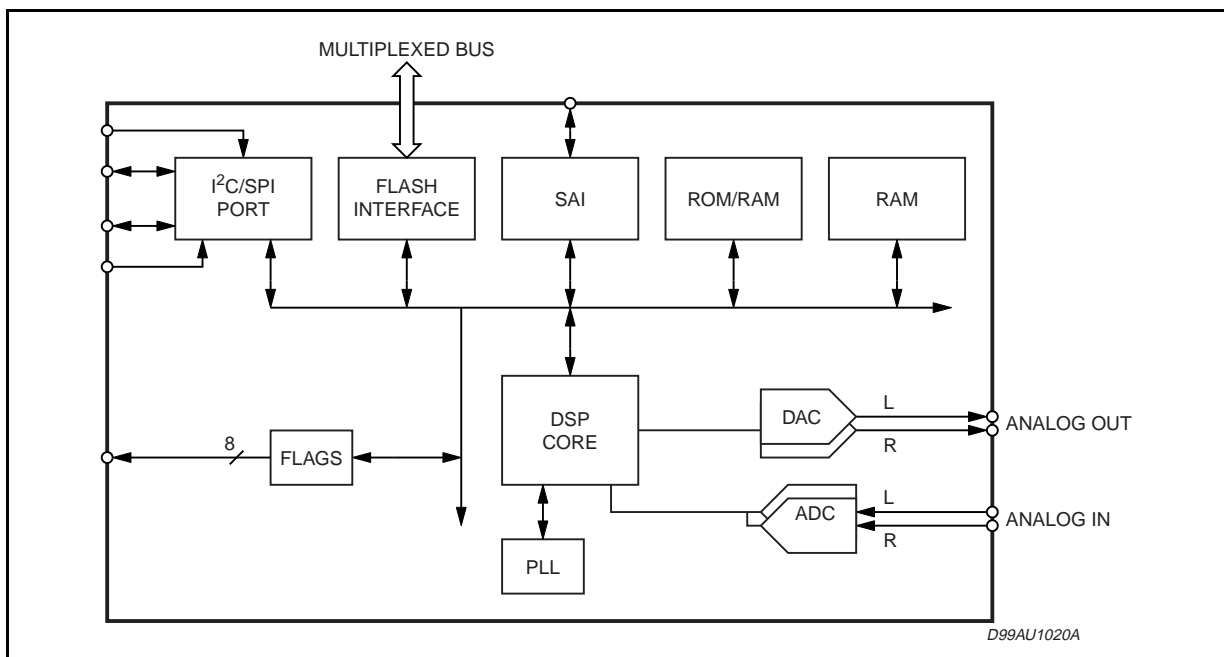 MULTIPLEXED BUS
I²C/SPI
PORT
FLASH
INTERFACE
SAI
ROM/RAM
RAM
DSP
CORE
DAC
L
R
ANALOG OUT
8
FLAGS
ADC
L
R
ANALOG IN
PLL
D99AU1020A